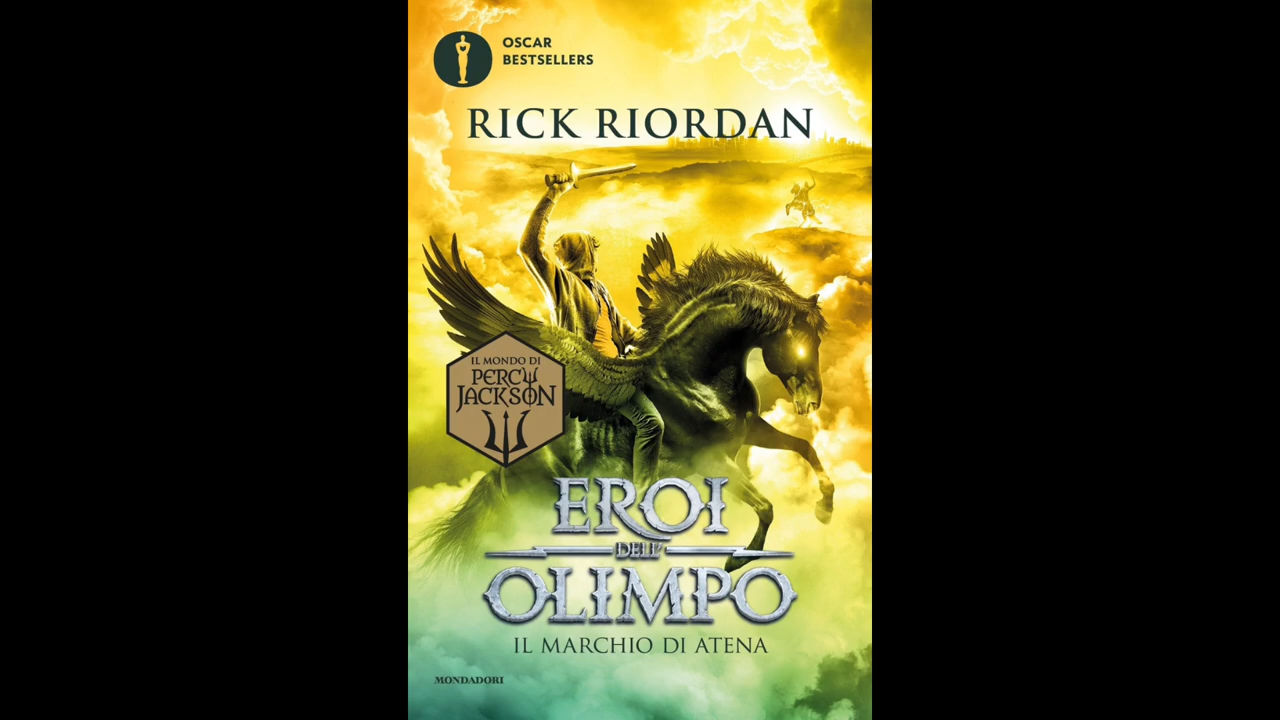 OSCAR
BESTSELLERS
RICK RIORDAN
IL MONDO DI
PERCY
JACKSON
EROI
DELL'
OLIMPO
IL MARCHIO DI ATENA
MONDADORI